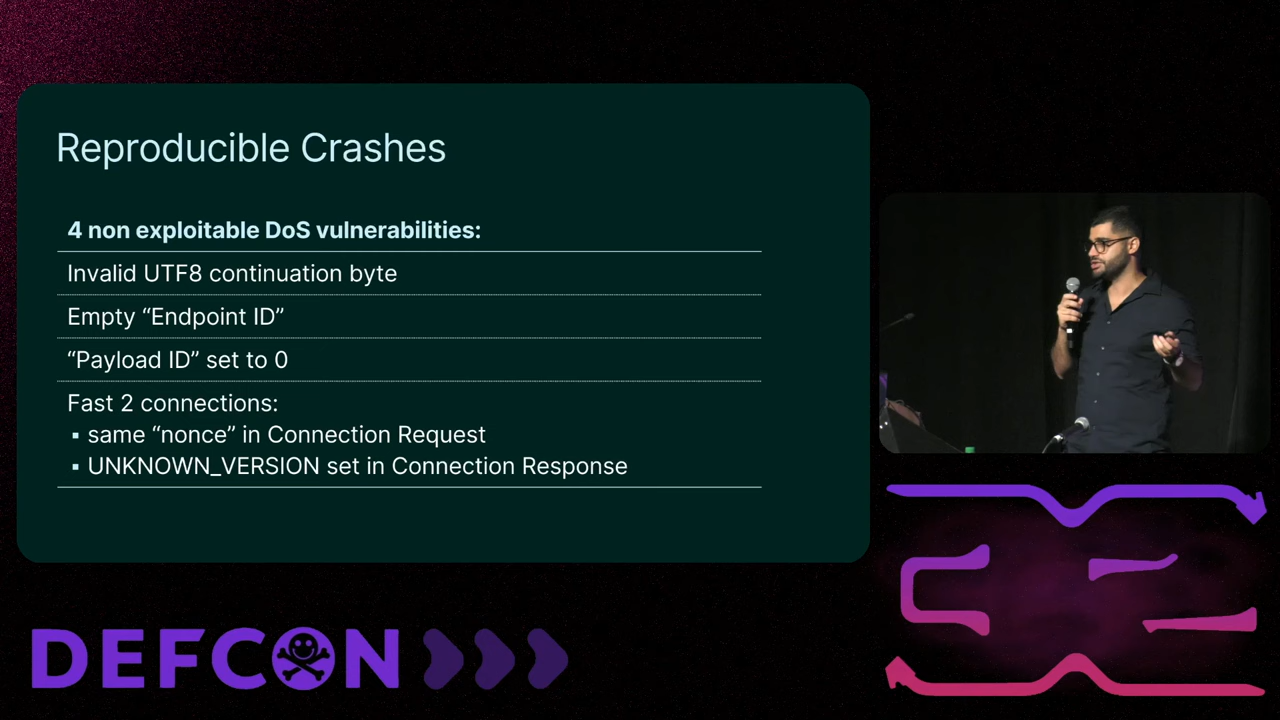 Reproducible Crashes
4 non exploitable DoS vulnerabilities:
Invalid UTF8 continuation byte
Empty “Endpoint ID”
“Payload ID” set to 0
Fast 2 connections:
▪ same “nonce” in Connection Request
▪ UNKNOWN_VERSION set in Connection Response
DEFCON